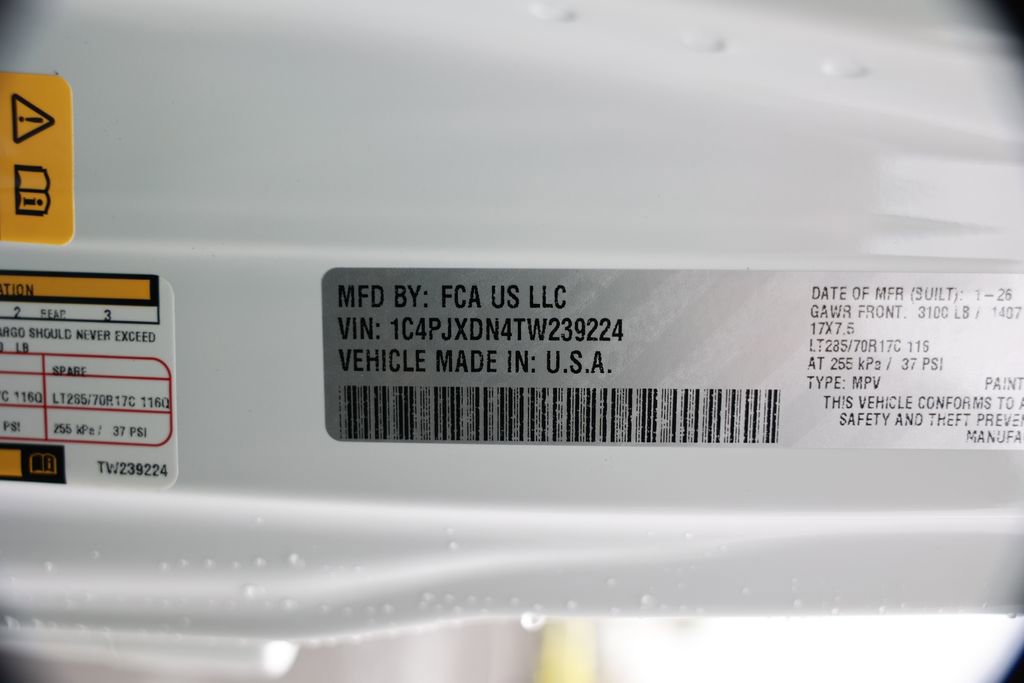 ATION
2 REAR 3
ARGO SHOULD NEVER EXCEED
LB
SPARE
C 116Q LT285/70R17C 116Q
PSI 255 kPa / 37 PSI
TW239224
MFD BY: FCA US LLC
VIN: 1C4PJXDN4TW239224
VEHICLE MADE IN: U.S.A.
DATE OF MFR (BUILT): 1-26
GAWR FRONT: 3100 LB / 1407
17X7.5
LT285/70R17C 116
AT 255 kPa / 37 PSI
TYPE: MPV PAINT
THIS VEHICLE CONFORMS TO A
SAFETY AND THEFT PREVEN
MANUFA